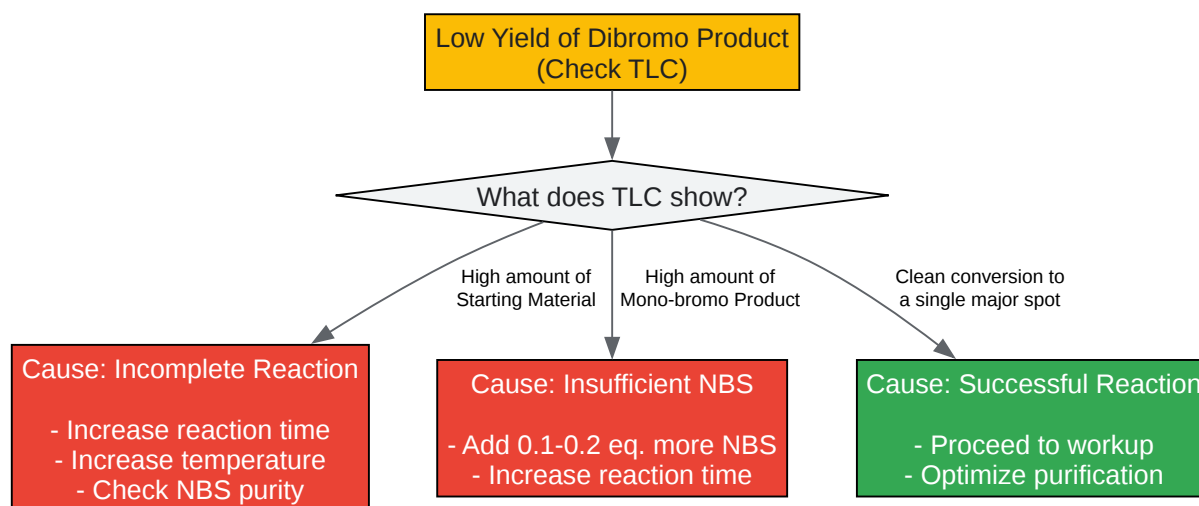 Low Yield of Dibromo Product
(Check TLC)
What does TLC show?
High amount of
Starting Material
High amount of
Mono-bromo Product
Clean conversion to
a single major spot
Cause: Incomplete Reaction
- Increase reaction time
- Increase temperature
- Check NBS purity
Cause: Insufficient NBS
- Add 0.1-0.2 eq. more NBS
- Increase reaction time
Cause: Successful Reaction
- Proceed to workup
- Optimize purification